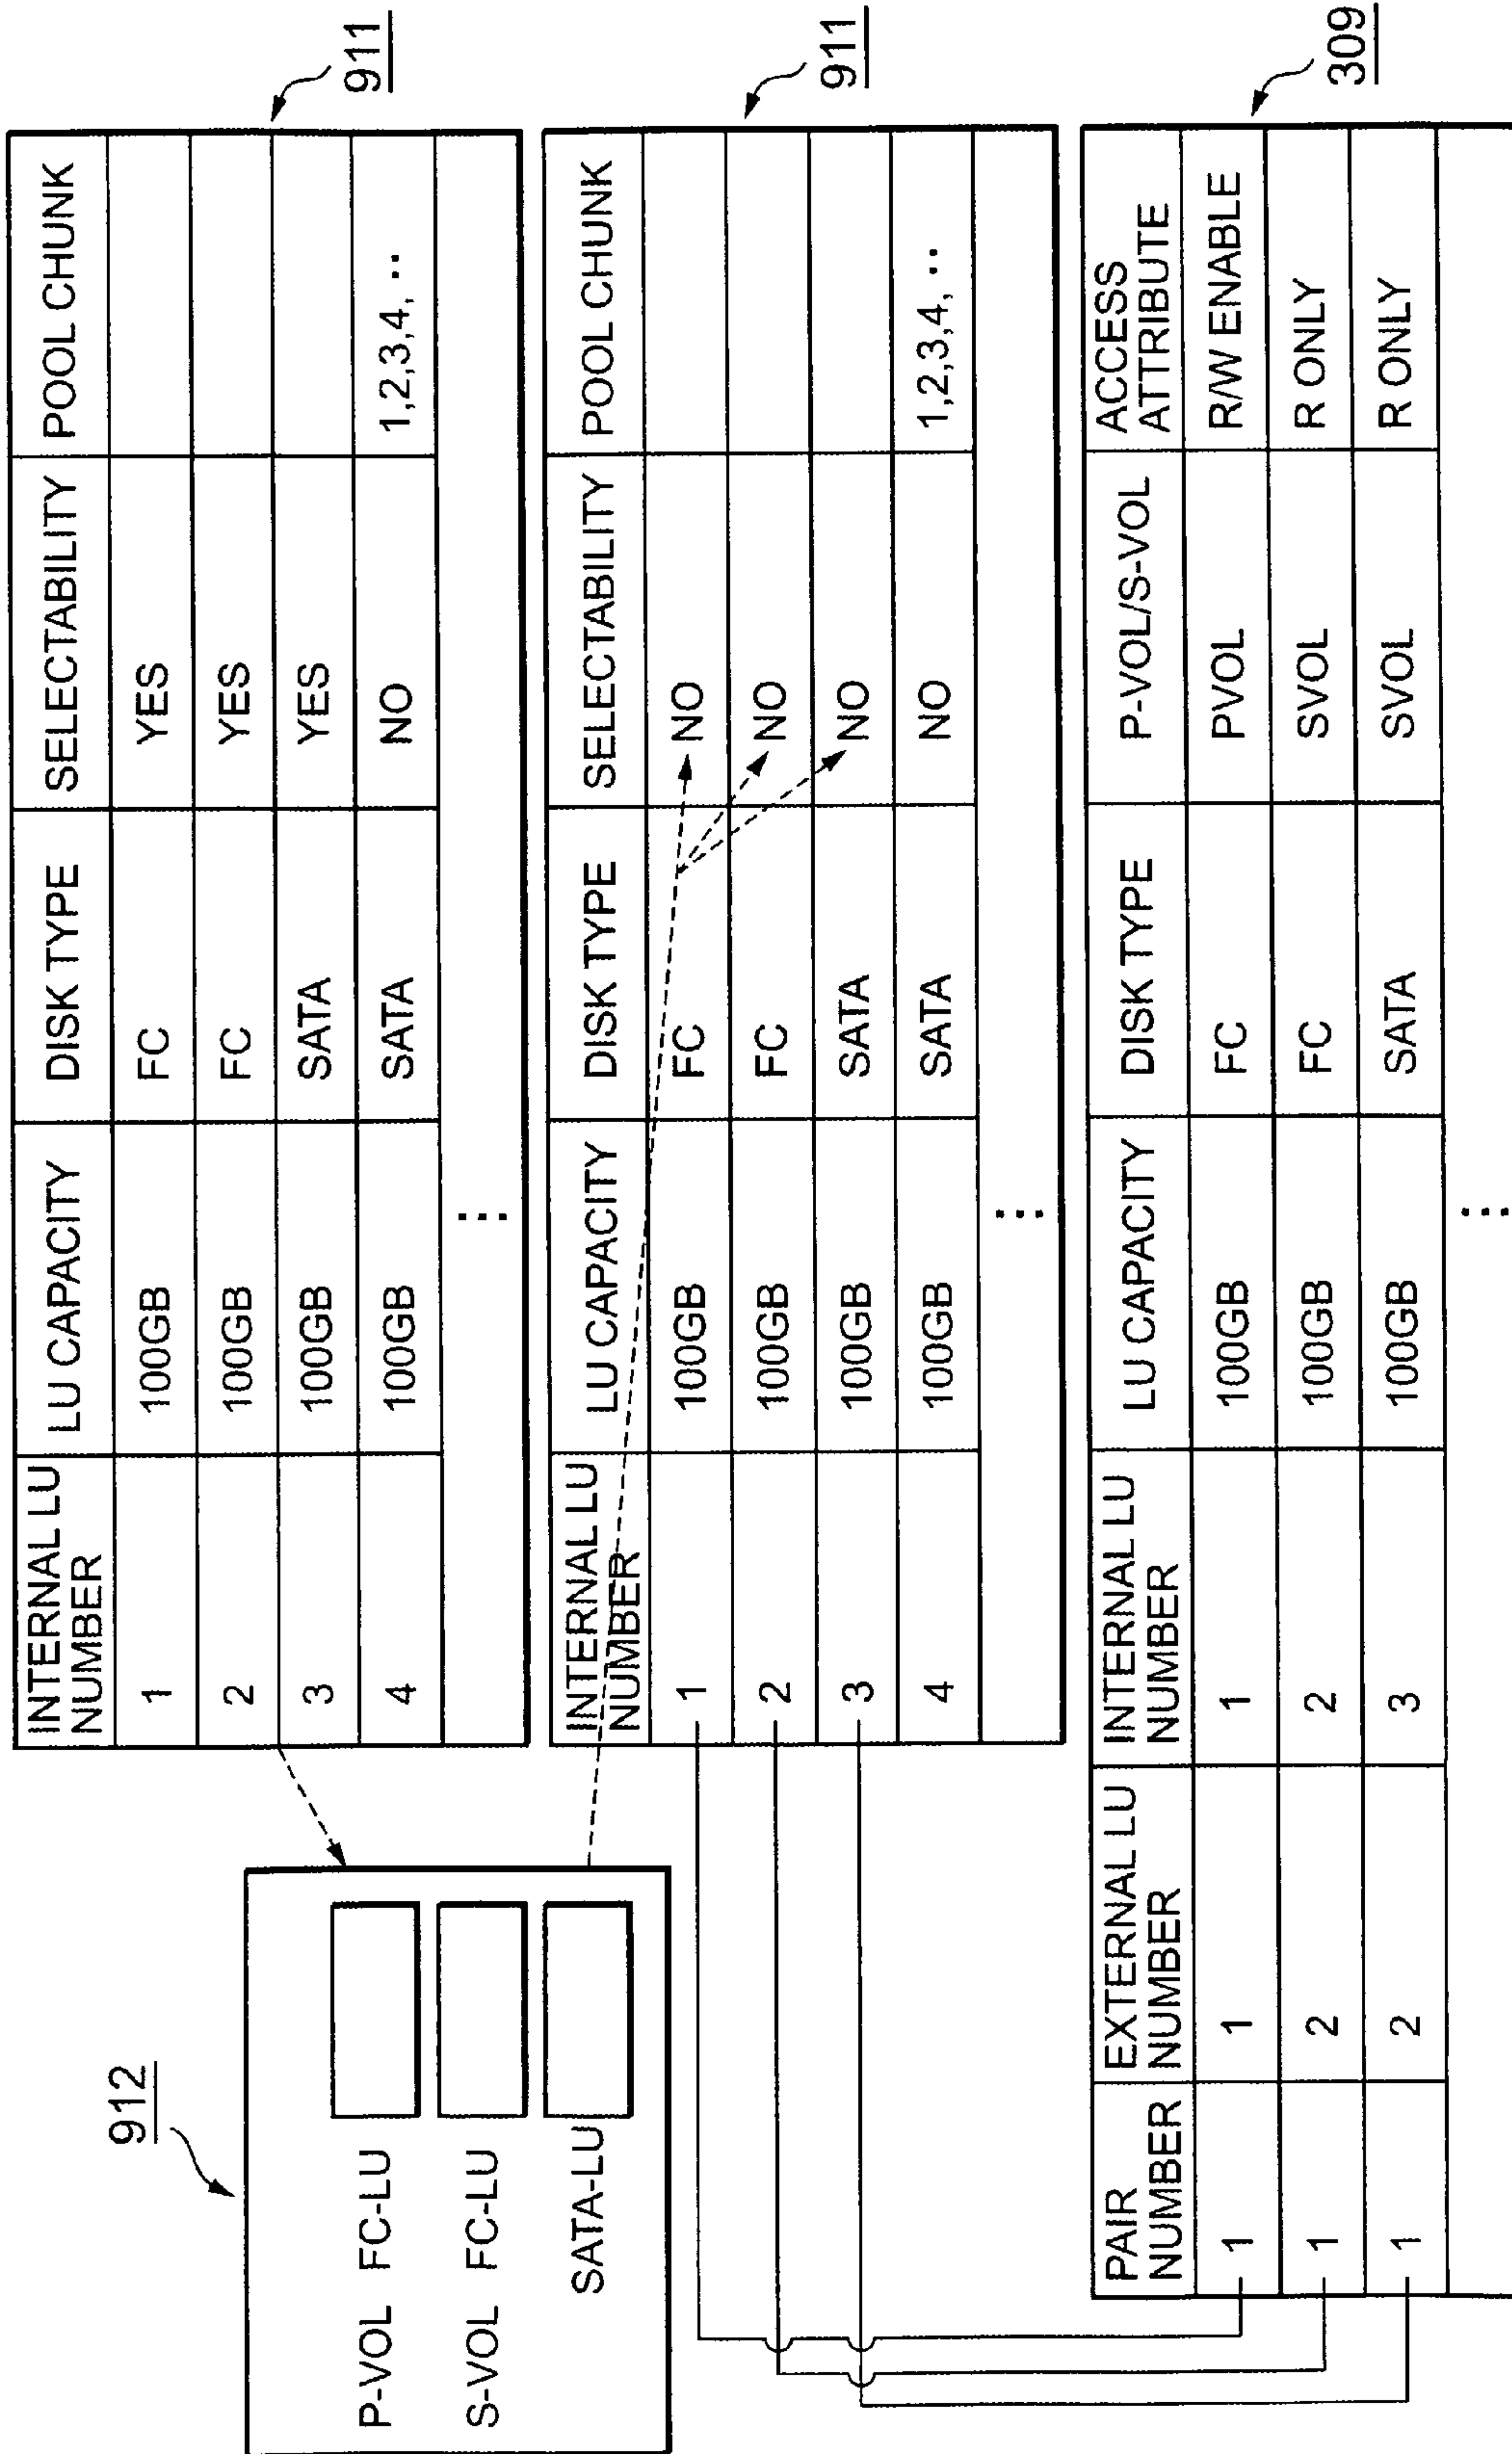 912
P-VOL FC-LU
S-VOL FC-LU
SATA-LU
INTERNAL LU NUMBER LU CAPACITY DISK TYPE SELECTABILITY POOL CHUNK
1 100GB FC YES
2 100GB FC YES
3 100GB SATA YES
4 100GB SATA NO 1,2,3,4, ..
⋮
911
INTERNAL LU NUMBER LU CAPACITY DISK TYPE SELECTABILITY POOL CHUNK
1 100GB FC NO
2 100GB FC NO
3 100GB SATA NO
4 100GB SATA NO 1,2,3,4, ..
⋮
911
PAIR NUMBER EXTERNAL LU NUMBER INTERNAL LU NUMBER LU CAPACITY DISK TYPE P-VOL/S-VOL ACCESS ATTRIBUTE
1 1 1 100GB FC PVOL R/W ENABLE
1 2 2 100GB FC SVOL R ONLY
1 2 3 100GB SATA SVOL R ONLY
⋮
309